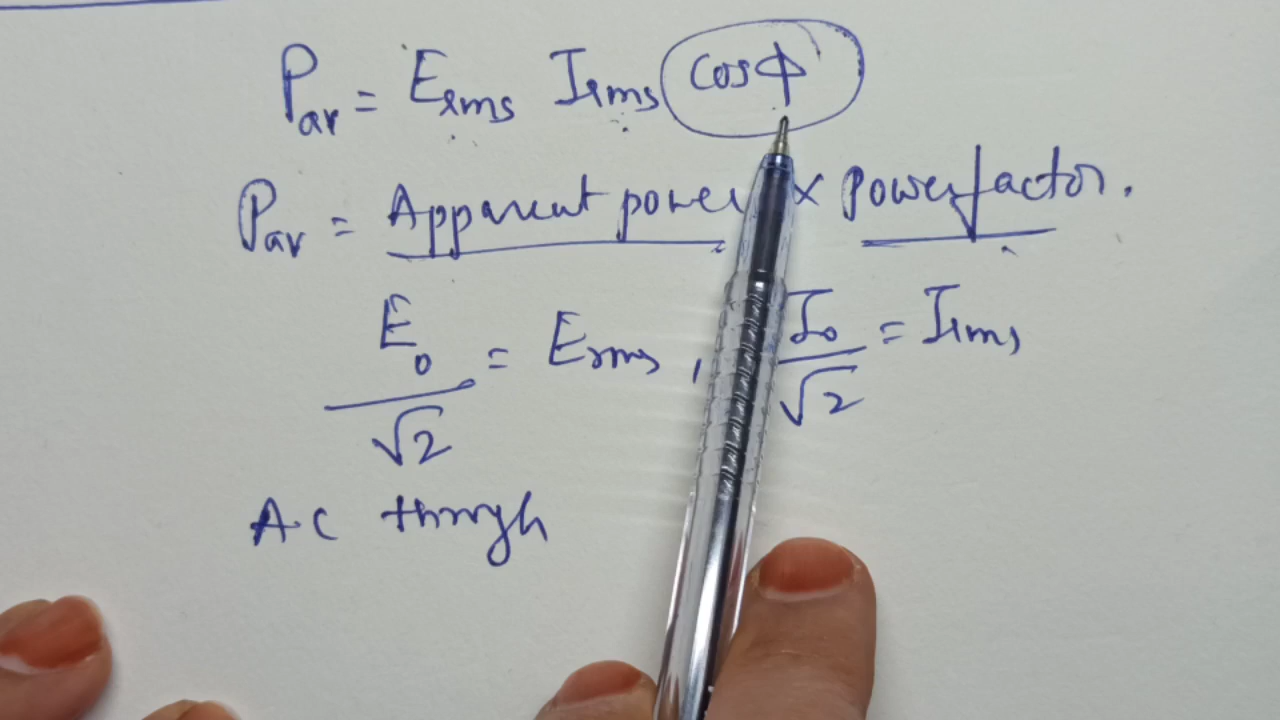 Pav = Erms Irms cosϕ
Pav = Apparent power × Powerfactor.
E₀/√2 = Erms, I₀/√2 = Irms
A.C through